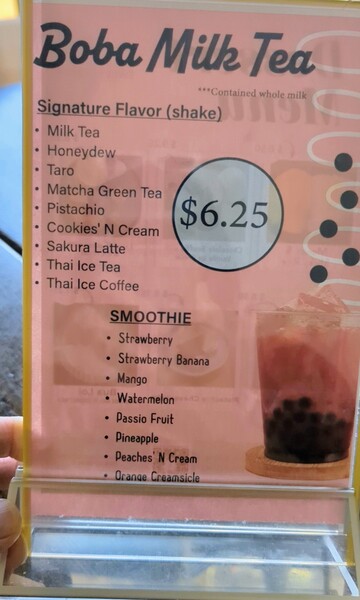 Boba Milk Tea
***Contained whole milk
Signature Flavor (shake)
• Milk Tea
• Honeydew
• Taro
• Matcha Green Tea
• Pistachio
• Cookies' N Cream
• Sakura Latte
• Thai Ice Tea
• Thai Ice Coffee
$6.25
SMOOTHIE
• Strawberry
• Strawberry Banana
• Mango
• Watermelon
• Passio Fruit
• Pineapple
• Peaches' N Cream
• Orange Creamsicle